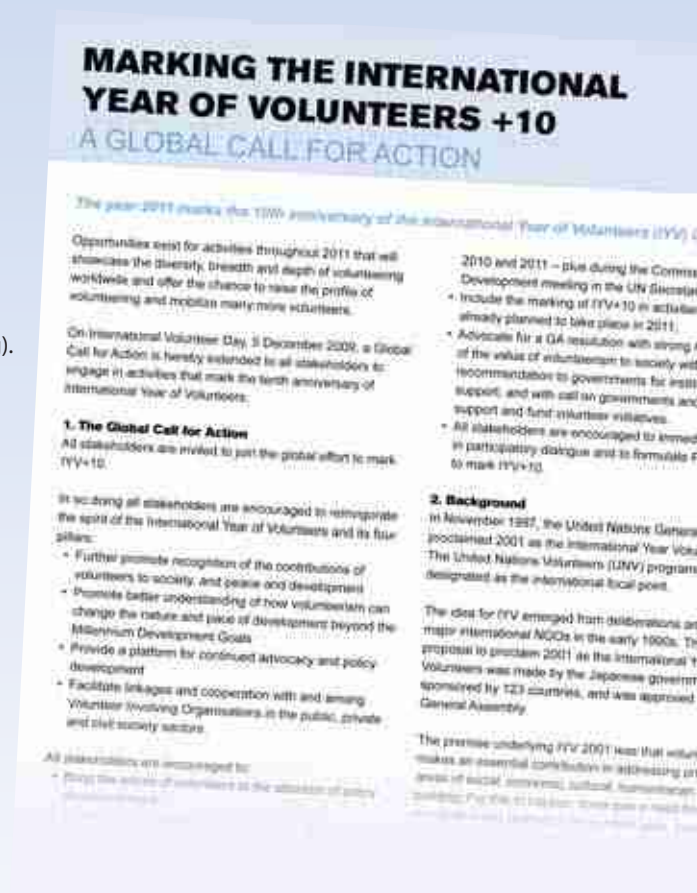 MARKING THE INTERNATIONAL
YEAR OF VOLUNTEERS +10
A GLOBAL CALL FOR ACTION
The year 2011 marks the 10th anniversary of the International Year of Volunteers (IYV)
).
Opportunities exist for activities throughout 2011 that will
showcase the diversity, breadth and depth of volunteering
worldwide and offer the chance to raise the profile of
volunteering and mobilize many more volunteers.
On International Volunteer Day, 5 December 2009, a Global
Call for Action is hereby extended to all stakeholders to
engage in activities that mark the tenth anniversary of
International Year of Volunteers.
1. The Global Call for Action
All stakeholders are invited to join the global effort to mark
IYV+10.
In so doing all stakeholders are encouraged to reinvigorate
the spirit of the International Year of Volunteers and its four
pillars:
• Further promote recognition of the contributions of
volunteers to society, and peace and development
• Promote better understanding of how volunteerism can
change the nature and pace of development beyond the
Millennium Development Goals
• Provide a platform for continued advocacy and policy
development
• Facilitate linkages and cooperation with and among
Volunteer Involving Organisations in the public, private
and civil society sectors.
All stakeholders are encouraged to:
2010 and 2011 – plus during the Commis
Development meeting in the UN Secretar
• Include the marking of IYV+10 in activities
already planned to take place in 2011.
• Advocate for a GA resolution with strong
of the value of volunteerism to society with
recommendation to governments for instit
support, and with call on governments and
support and fund volunteer initiatives.
• All stakeholders are encouraged to immed
in participatory dialogue and to formulate
to mark IYV+10.
2. Background
In November 1997, the United Nations General
proclaimed 2001 as the International Year Volu
The United Nations Volunteers (UNV) program
designated as the international focal point.
The idea for IYV emerged from deliberations
major international NGOs in the early 1990s. Th
proposal to proclaim 2001 as the International Y
Volunteers was made by the Japanese governm
sponsored by 123 countries, and was approved
General Assembly.
The premise underlying IYV 2001 was that volun
makes an essential contribution in addressing
areas of social, economic, cultural, humanitarian